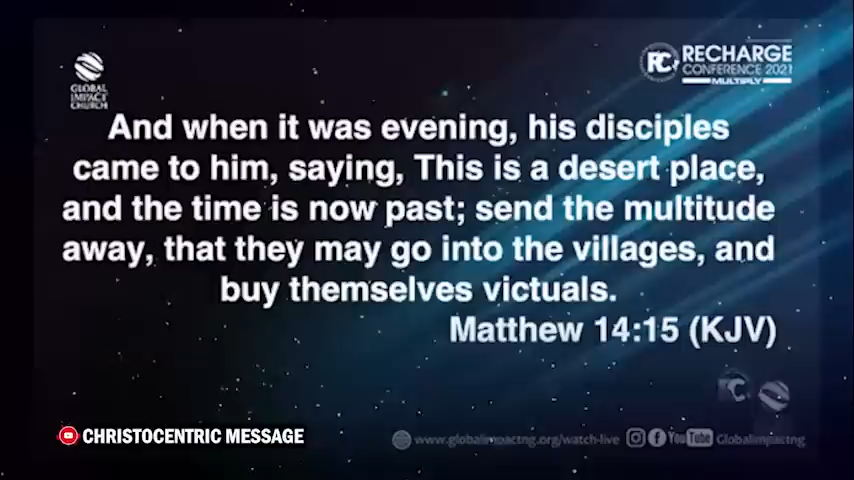 GLOBAL
IMPACT
CHURCH
RC RECHARGE
CONFERENCE 2021
MULTIPLY
And when it was evening, his disciples
came to him, saying, This is a desert place,
and the time is now past; send the multitude
away, that they may go into the villages, and
buy themselves victuals.
Matthew 14:15 (KJV)
CHRISTOCENTRIC MESSAGE
www.globalimpactng.org/watch-live YouTube Globalimpactng